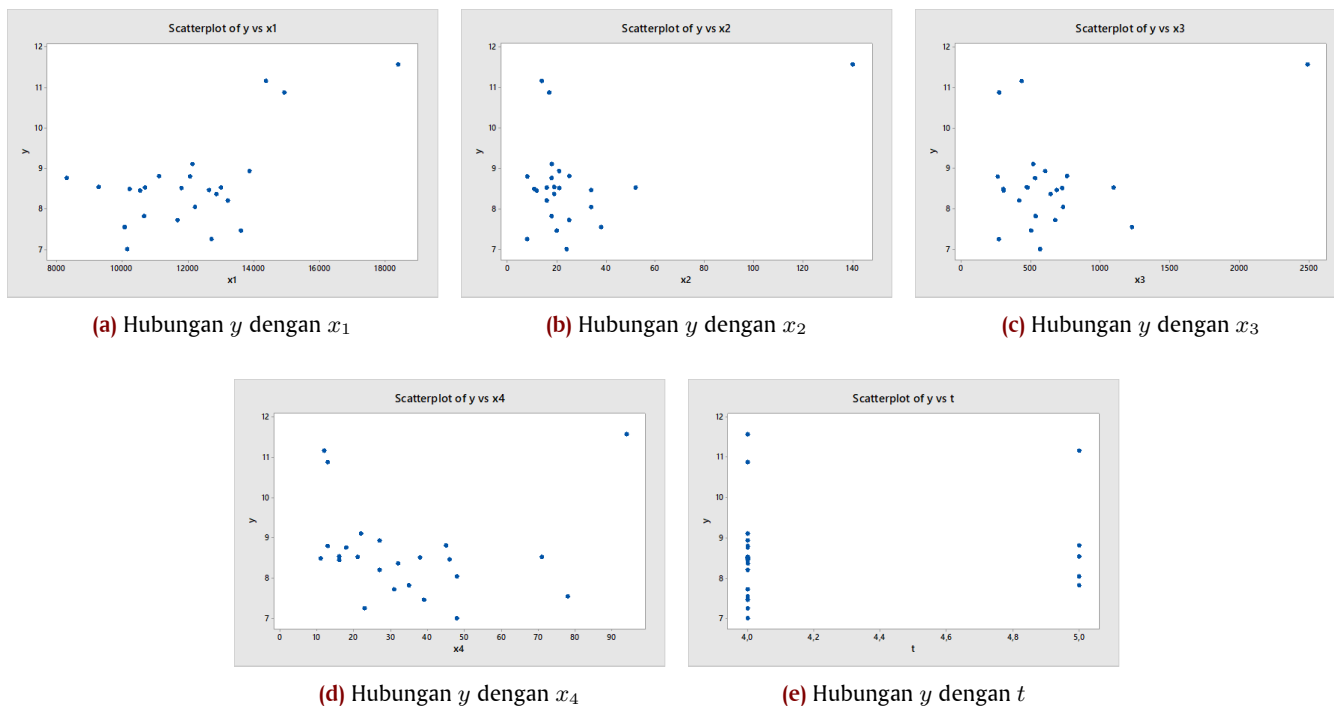 Scatterplot of y vs x1
12
11
10
9
8
7
y
8000 10000 12000 14000 16000 18000
x1
(a) Hubungan y dengan x1
Scatterplot of y vs x2
12
11
10
9
8
7
y
0 20 40 60 80 100 120 140
x2
(b) Hubungan y dengan x2
Scatterplot of y vs x3
12
11
10
9
8
7
y
0 500 1000 1500 2000 2500
x3
(c) Hubungan y dengan x3
Scatterplot of y vs x4
12
11
10
9
8
7
y
0 10 20 30 40 50 60 70 80 90
x4
(d) Hubungan y dengan x4
Scatterplot of y vs t
12
11
10
9
8
7
y
4,0 4,2 4,4 4,6 4,8 5,0
t
(e) Hubungan y dengan t